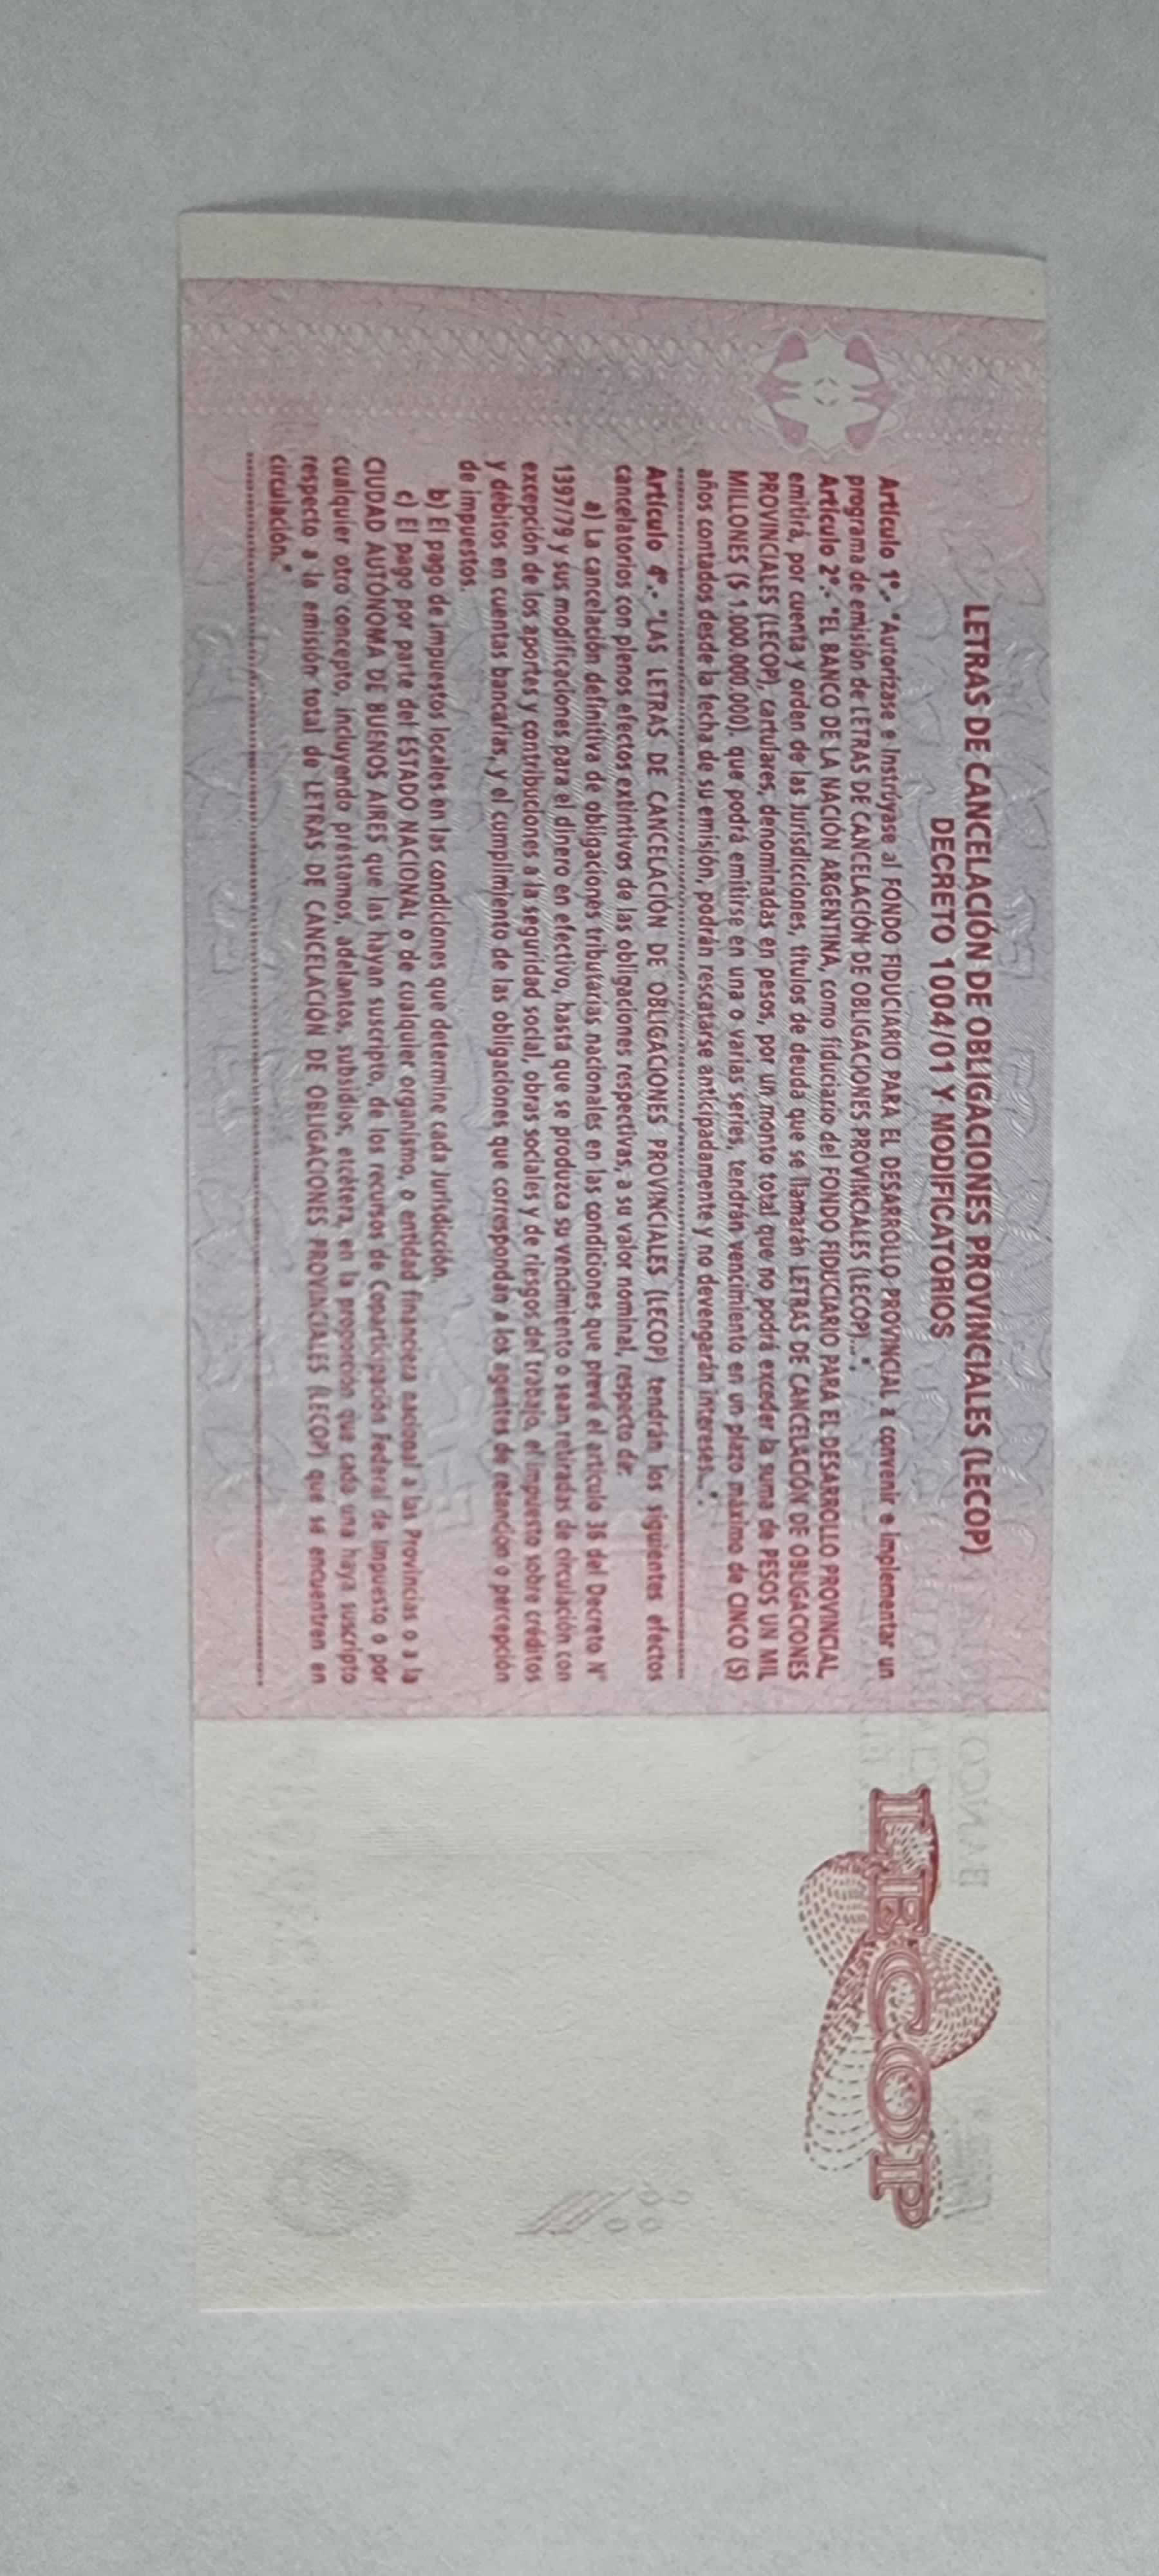 LETRAS DE CANCELACIÓN DE OBLIGACIONES PROVINCIALES (LECOP)
DECRETO 1004/01 Y MODIFICATORIOS
Artículo 1º.- "Autorízase e instrúyase al FONDO FIDUCIARIO PARA EL DESARROLLO PROVINCIAL a convenir e implementar un
programa de emisión de LETRAS DE CANCELACIÓN DE OBLIGACIONES PROVINCIALES (LECOP)...".
Artículo 2º.- "EL BANCO DE LA NACIÓN ARGENTINA, como fiduciario del FONDO FIDUCIARIO PARA EL DESARROLLO PROVINCIAL,
emitirá, por cuenta y orden de las Jurisdicciones, títulos de deuda que se llamarán LETRAS DE CANCELACIÓN DE OBLIGACIONES
PROVINCIALES (LECOP), cartulares, denominadas en pesos, por un monto total que no podrá exceder la suma de PESOS UN MIL
MILLONES ($ 1.000.000.000), que podrá emitirse en una o varias series, tendrán vencimiento en un plazo máximo de CINCO (5)
años contados desde la fecha de su emisión, podrán rescatarse anticipadamente y no devengarán intereses...".
Artículo 4º.- "LAS LETRAS DE CANCELACIÓN DE OBLIGACIONES PROVINCIALES (LECOP) tendrán los siguientes efectos
cancelatorios con plenos efectos extintivos de las obligaciones respectivas, a su valor nominal, respecto de:
a) La cancelación definitiva de obligaciones tributarias nacionales en las condiciones que prevé el artículo 36 del Decreto Nº
1397/79 y sus modificaciones para el dinero en efectivo, hasta que se produzca su vencimiento o sean retiradas de circulación con
excepción de los aportes y contribuciones a la seguridad social, obras sociales y de riesgos del trabajo, el impuesto sobre créditos
y débitos en cuentas bancarias, y el cumplimiento de las obligaciones que correspondan a los agentes de retención o percepción
de impuestos.
b) El pago de impuestos locales en las condiciones que determine cada Jurisdicción.
c) El pago por parte del ESTADO NACIONAL o de cualquier organismo, o entidad financiera nacional a las Provincias o a la
CIUDAD AUTÓNOMA DE BUENOS AIRES que las hayan suscripto, de los recursos de Coparticipación Federal de Impuesto o por
cualquier otro concepto, incluyendo préstamos, adelantos, subsidios, etcétera, en la proporción que cada una haya suscripto
respecto a la emisión total de LETRAS DE CANCELACIÓN DE OBLIGACIONES PROVINCIALES (LECOP) que se encuentren en
circulación."
LECOP